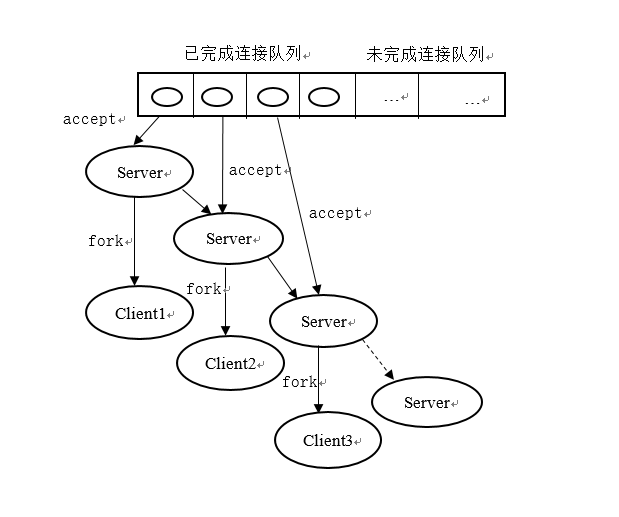 已完成连接队列
未完成连接队列
...
...
accept
Server
accept
accept
fork
Server
fork
Client1
Server
Client2
fork
Server
Client3